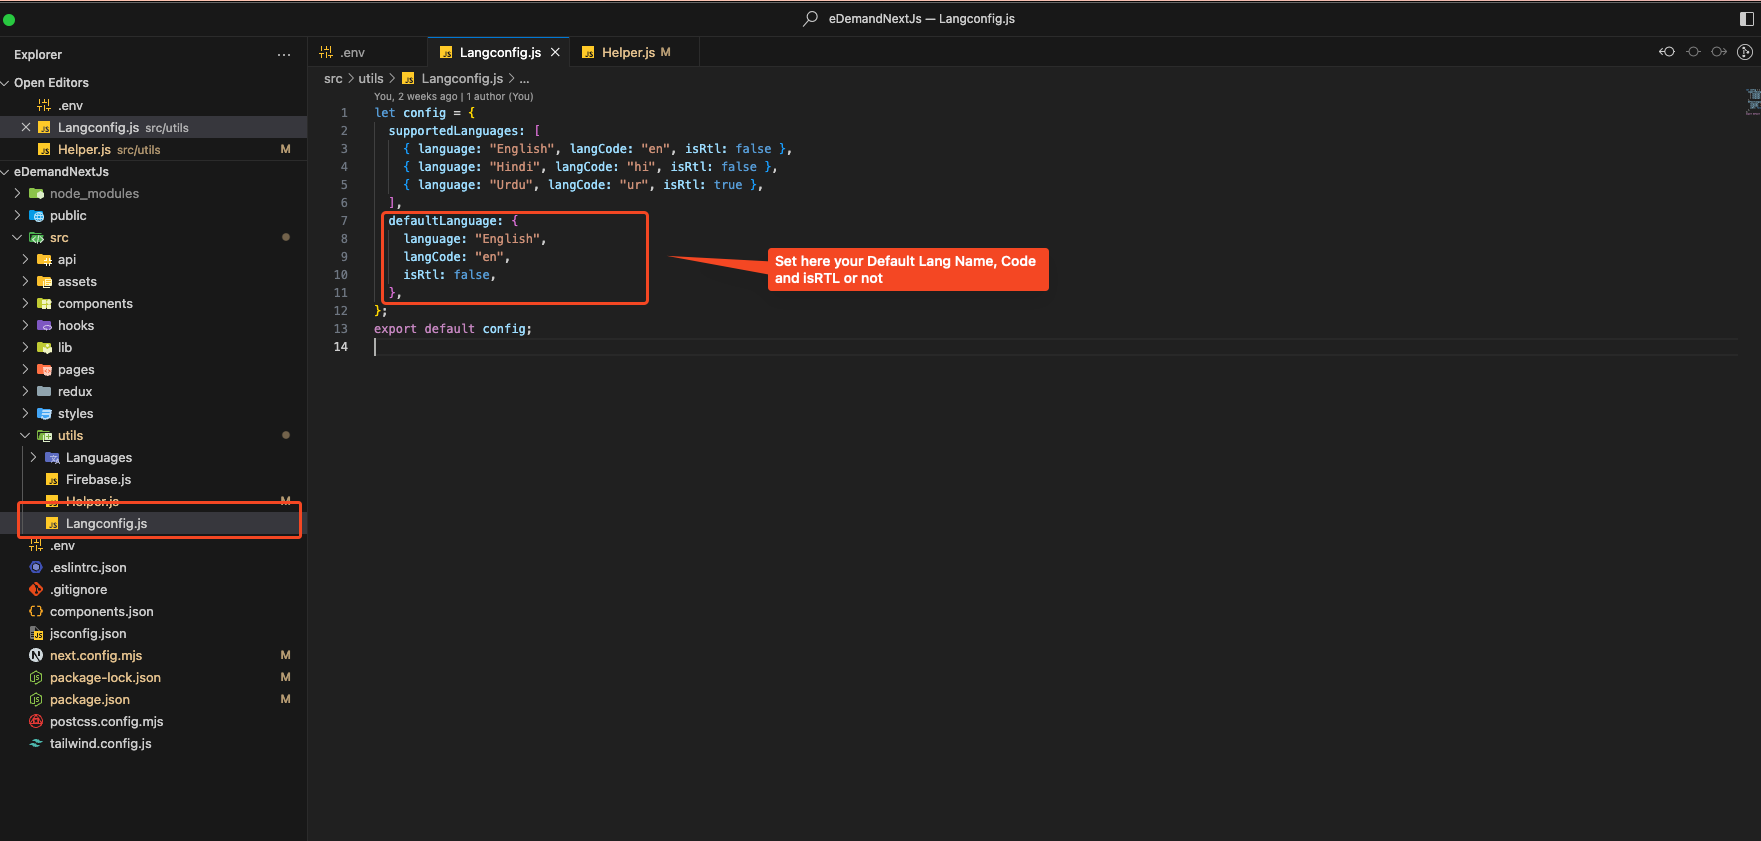 eDemandNextJs — Langconfig.js
Explorer
Open Editors
.env
Langconfig.js src/utils
Helper.js src/utils M
eDemandNextJs
node_modules
public
src
api
assets
components
hooks
lib
pages
redux
styles
utils
Languages
Firebase.js
Helper.js M
Langconfig.js
.env
.eslintrc.json
.gitignore
components.json
jsconfig.json
next.config.mjs M
package-lock.json M
package.json M
postcss.config.mjs
tailwind.config.js
.env
Langconfig.js
Helper.js M
src > utils > Langconfig.js > ...
You, 2 weeks ago | 1 author (You)
1 let config = {
2 supportedLanguages: [
3 { language: "English", langCode: "en", isRtl: false },
4 { language: "Hindi", langCode: "hi", isRtl: false },
5 { language: "Urdu", langCode: "ur", isRtl: true },
6 ],
7 defaultLanguage: {
8 language: "English",
9 langCode: "en",
10 isRtl: false,
11 },
12 };
13 export default config;
14
Set here your Default Lang Name, Code
and isRTL or not